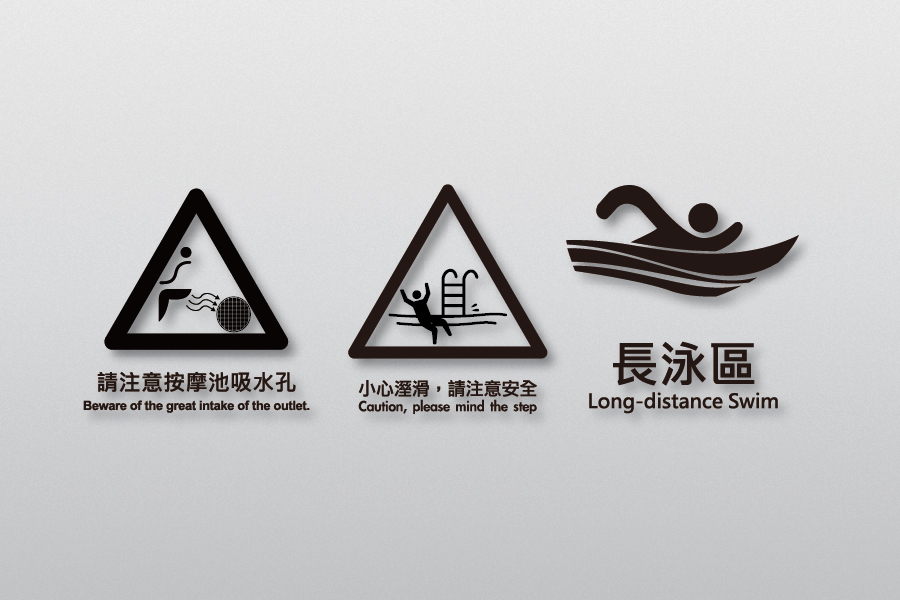 請注意按摩池吸水孔
Beware of the great intake of the outlet.
小心溼滑，請注意安全
Caution, please mind the step
長泳區
Long-distance Swim